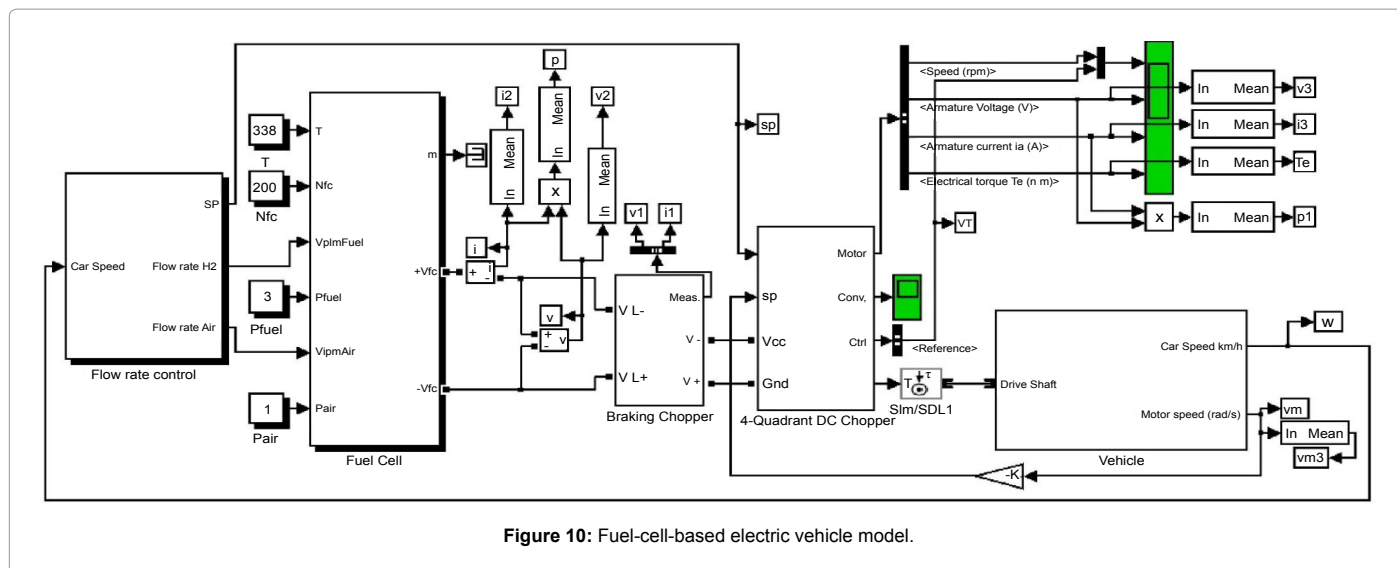 Car Speed
SP
Flow rate H2
Flow rate Air
Flow rate control
338
T
200
Nfc
3
Pfuel
1
Pair
T
Nfc
VplmFuel
Pfuel
VipmAir
Pair
m
+Vfc
-Vfc
Fuel Cell
i2
Mean
In
p
Mean
In
v2
Mean
In
x
i
+
-
i
v
+
-
v
v1
i1
Meas.
V L-
V -
V L+
V +
Braking Chopper
sp
Motor
sp
Conv,
Vcc
Ctrl
Gnd
4-Quadrant DC Chopper
<Speed (rpm)>
<Armature Voltage (V)>
<Armature current ia (A)>
<Electrical torque Te (n m)>
<Reference>
VT
In Mean
v3
In Mean
i3
In Mean
Te
x
In Mean
p1
T
τ
Slm/SDL1
Drive Shaft
Car Speed km/h
Motor speed (rad/s)
Vehicle
w
vm
In Mean
vm3
-K
Figure 10: Fuel-cell-based electric vehicle model.